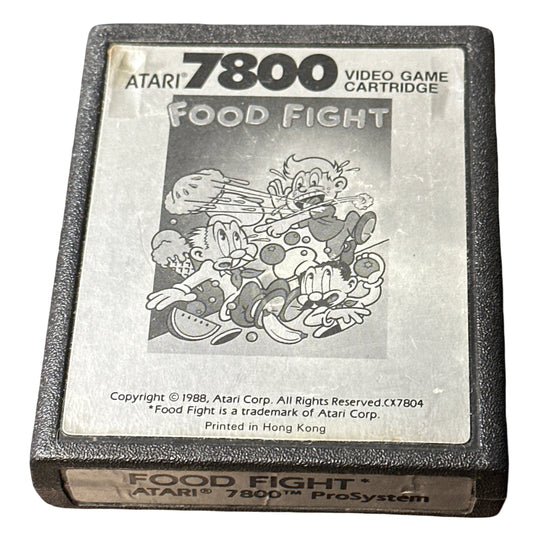 ATARI® 7800 VIDEO GAME
CARTRIDGE
FOOD FIGHT
Copyright © 1988, Atari Corp. All Rights Reserved.CX7804
*Food Fight is a trademark of Atari Corp.
Printed in Hong Kong
FOOD FIGHT*
ATARI® 7800™ ProSystem